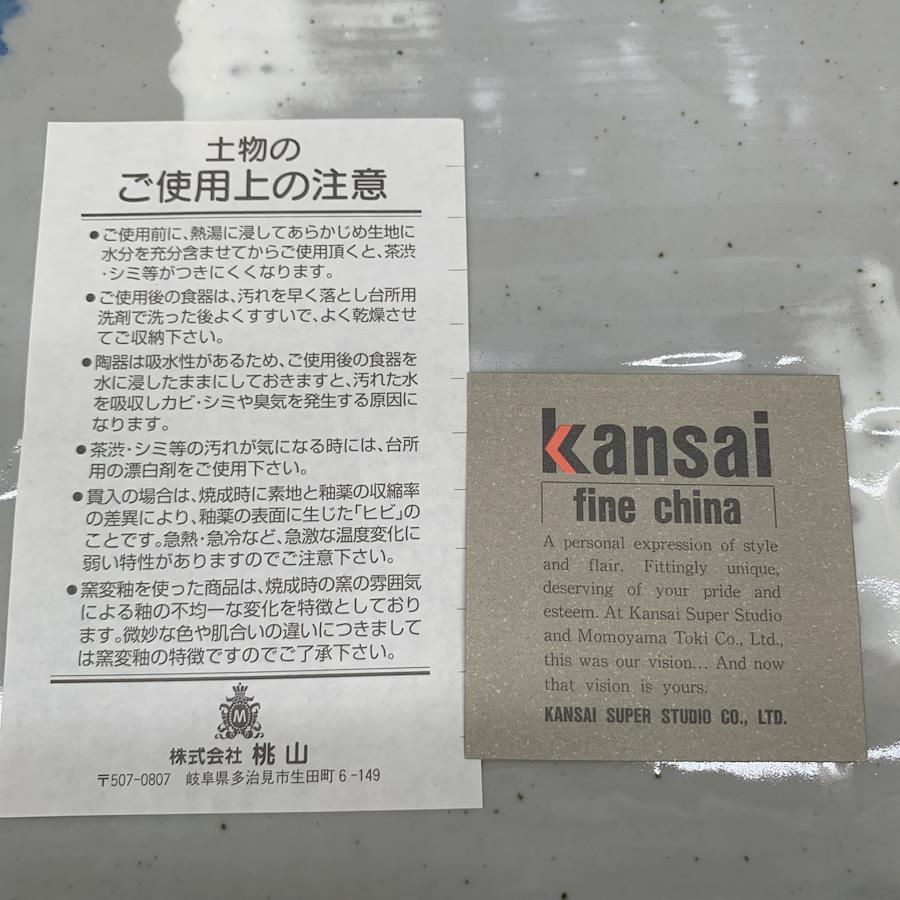 土物の
ご使用上の注意
●ご使用前に、熱湯に浸してあらかじめ生地に
水分を充分含ませてからご使用頂くと、茶渋
・シミ等がつきにくくなります。
●ご使用後の食器は、汚れを早く落とし台所用
洗剤で洗った後よくすすいで、よく乾燥させ
てご収納下さい。
●陶器は吸水性があるため、ご使用後の食器を
水に浸したままにしておきますと、汚れた水
を吸収しカビ・シミや臭気を発生する原因に
なります。
●茶渋・シミ等の汚れが気になる時には、台所
用の漂白剤をご使用下さい。
●貫入の場合は、焼成時に素地と釉薬の収縮率
の差異により、釉薬の表面に生じた「ヒビ」の
ことです。急熱・急冷など、急激な温度変化に
弱い特性がありますのでご注意下さい。
●窯変釉を使った商品は、焼成時の窯の雰囲気
による釉の不均一な変化を特徴としており
ます。微妙な色や肌合いの違いにつきまして
は窯変釉の特徴ですのでご了承下さい。
M
株式会社 桃山
〒507-0807 岐阜県多治見市生田町6-149
kansai
fine china
A personal expression of style
and flair. Fittingly unique,
deserving of your pride and
esteem. At Kansai Super Studio
and Momoyama Toki Co., Ltd.,
this was our vision... And now
that vision is yours.
KANSAI SUPER STUDIO CO., LTD.